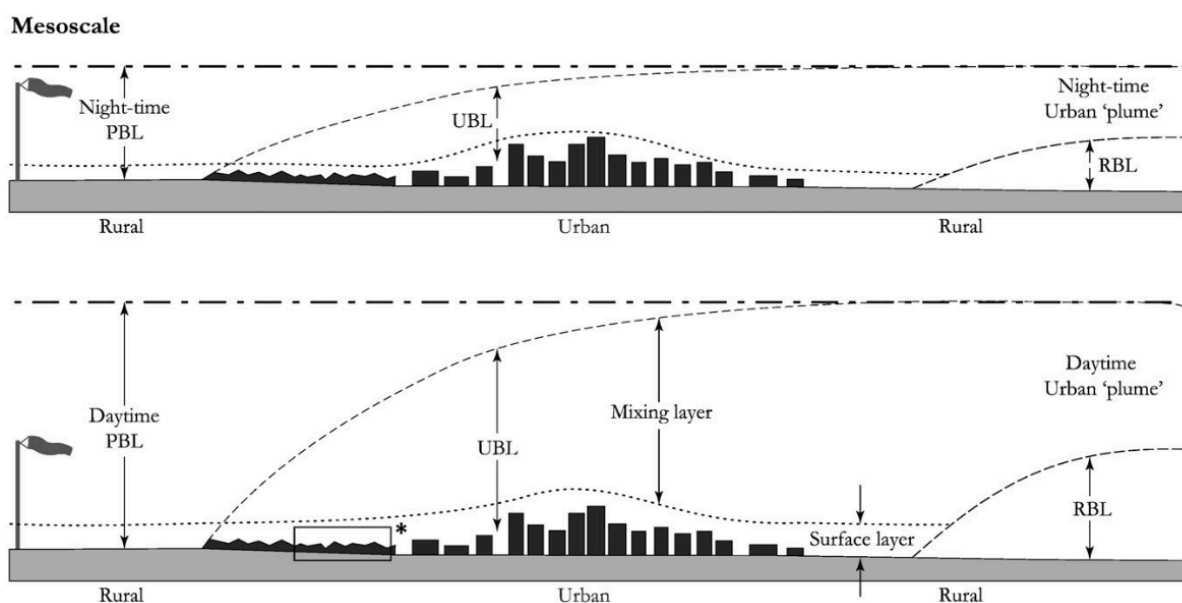 Mesoscale
Night-time
PBL
UBL
Night-time
Urban ‘plume’
RBL
Rural
Urban
Rural
Daytime
PBL
UBL
Mixing layer
Daytime
Urban ‘plume’
*
Surface layer
RBL
Rural
Urban
Rural